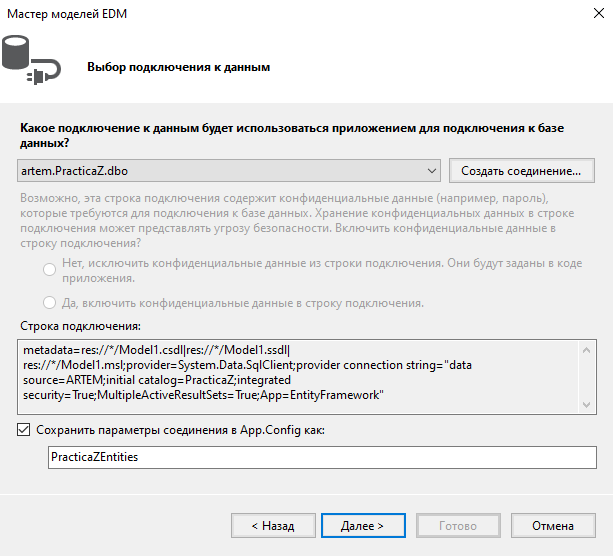 Мастер моделей EDM
Выбор подключения к данным
Какое подключение к данным будет использоваться приложением для подключения к базе
данных?
artem.PracticaZ.dbo
Создать соединение...
Возможно, эта строка подключения содержит конфиденциальные данные (например, пароль),
которые требуются для подключения к базе данных. Хранение конфиденциальных данных в строке
подключения может представлять угрозу безопасности. Включить конфиденциальные данные в
строку подключения?
Нет, исключить конфиденциальные данные из строки подключения. Они будут заданы в коде
приложения.
Да, включить конфиденциальные данные в строку подключения.
Строка подключения:
metadata=res://*/Model1.csdl|res://*/Model1.ssdl|
res://*/Model1.msl;provider=System.Data.SqlClient;provider connection string="data
source=ARTEM;initial catalog=PracticaZ;integrated
security=True;MultipleActiveResultSets=True;App=EntityFramework"
Сохранить параметры соединения в App.Config как:
PracticaZEntities
< Назад
Далее >
Готово
Отмена